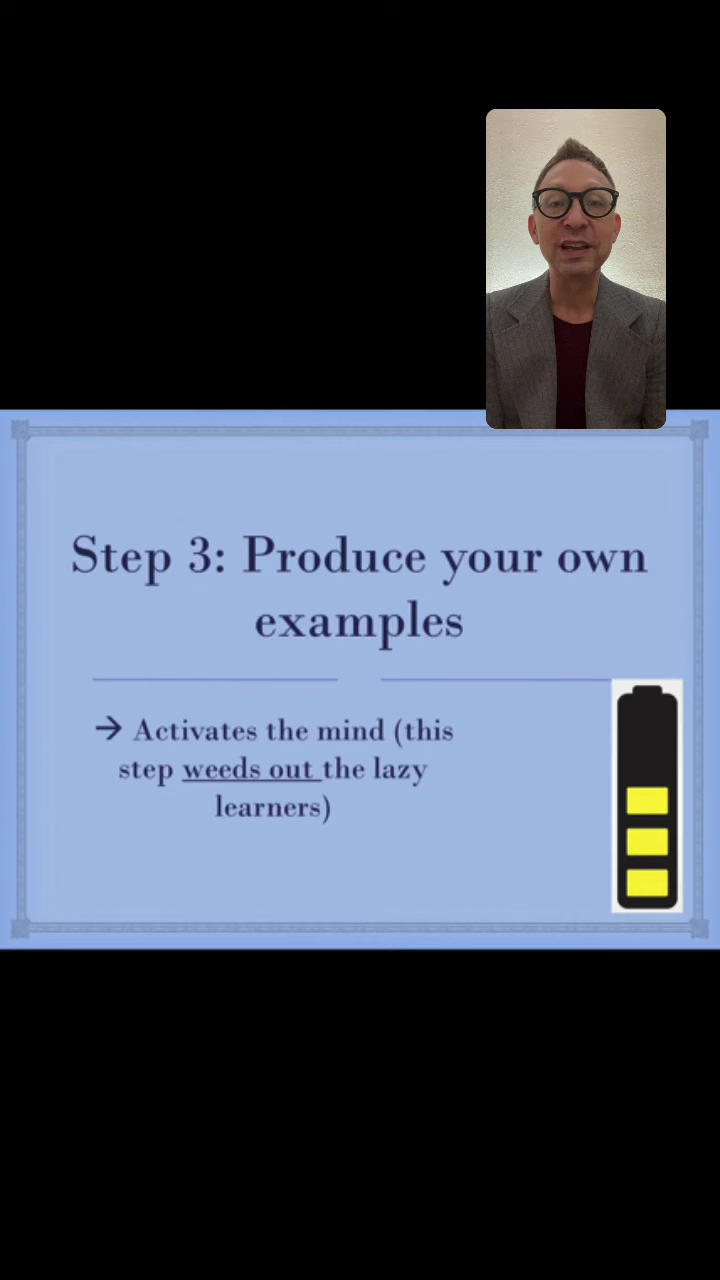 Step 3: Produce your own
examples
→ Activates the mind (this
step weeds out the lazy
learners)